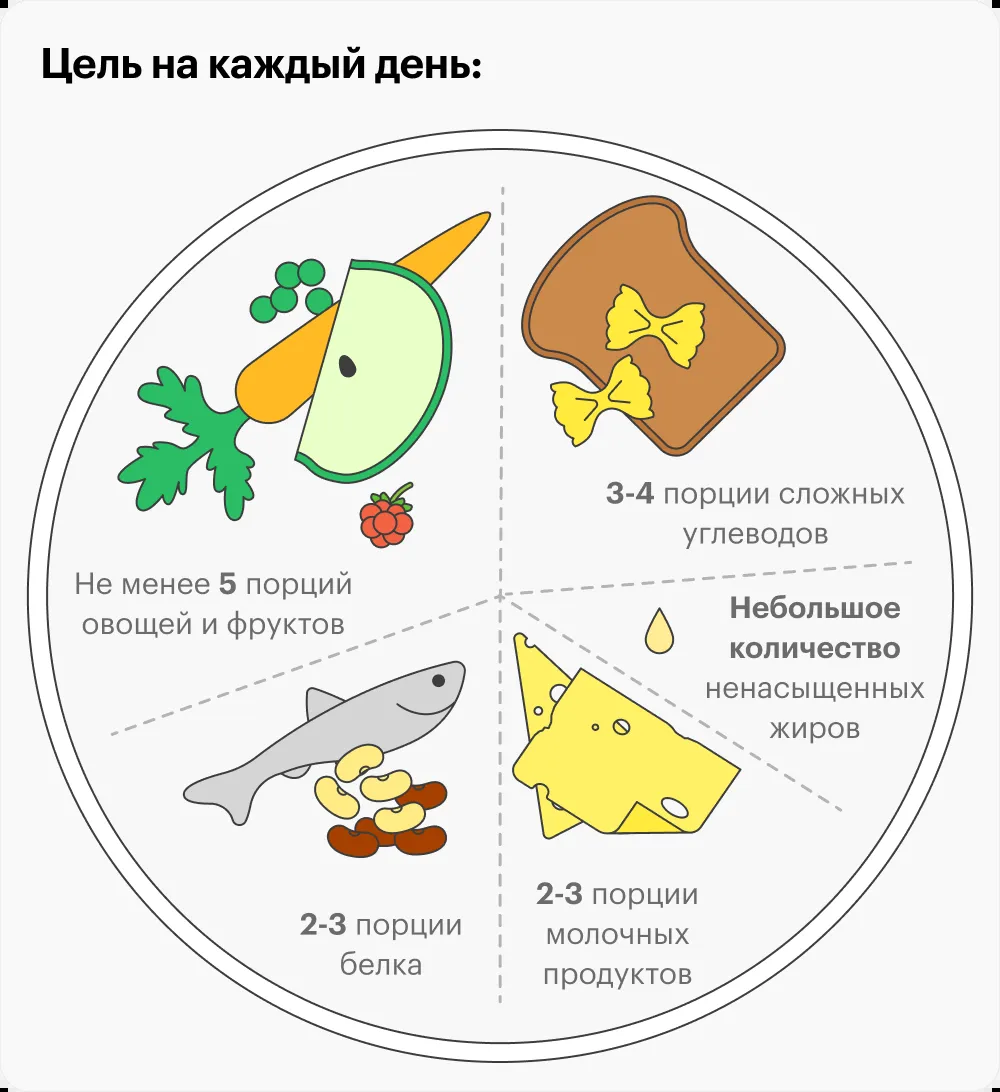 Цель на каждый день:
3-4 порции сложных
углеводов
Не менее 5 порций
овощей и фруктов
Небольшое
количество
ненасыщенных
жиров
2-3 порции
белка
2-3 порции
молочных
продуктов